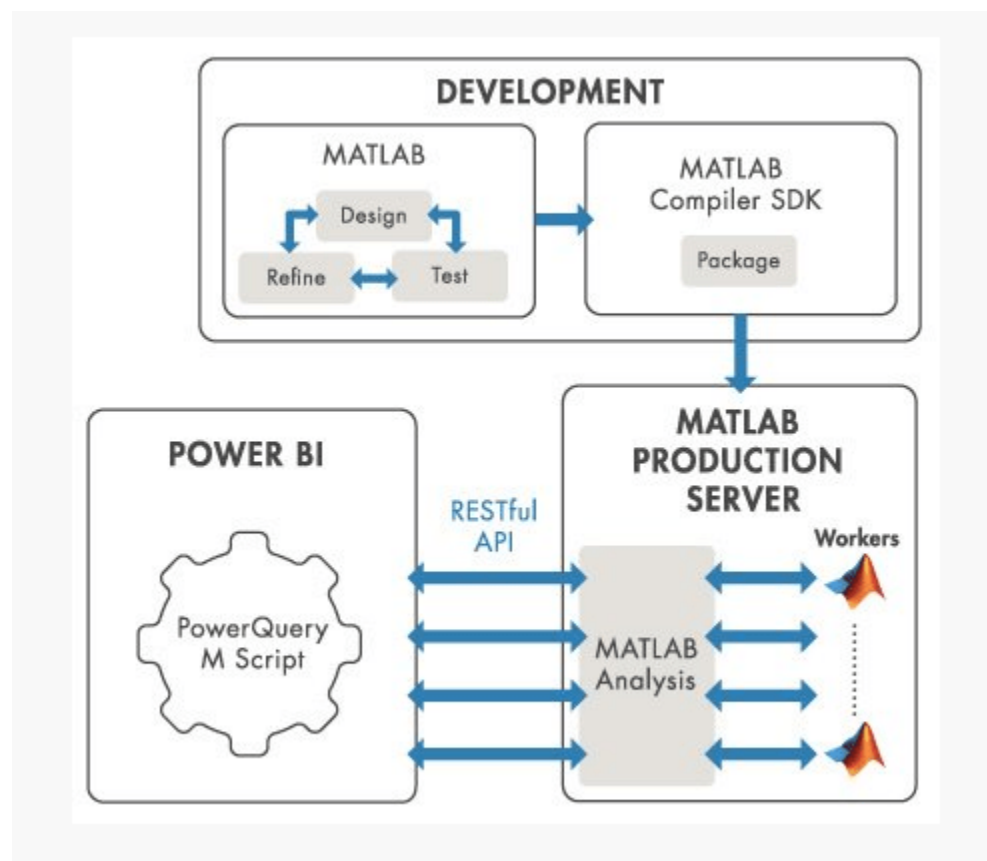 DEVELOPMENT
MATLAB
Design
Refine
Test
MATLAB
Compiler SDK
Package
POWER BI
PowerQuery
M Script
RESTful
API
MATLAB
PRODUCTION
SERVER
Workers
MATLAB
Analysis